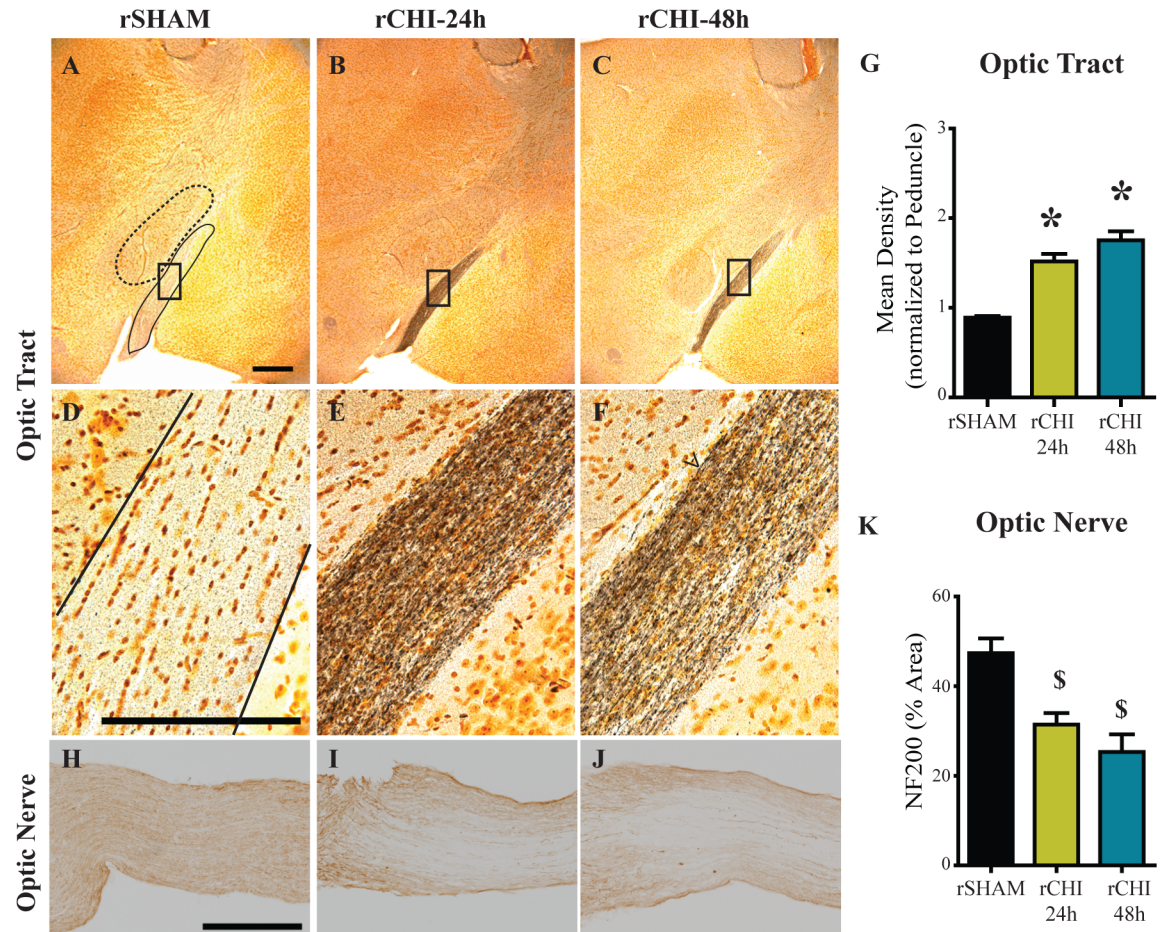 rSHAM rCHI-24h rCHI-48h
Optic Tract
A
B
C
D
E
F
Optic Nerve
H
I
J
G Optic Tract
Mean Density
(normalized to Peduncle)
3
2
1
0
*
*
rSHAM rCHI rCHI
24h 48h
K Optic Nerve
NF200 (% Area)
60
40
20
0
$
$
rSHAM rCHI rCHI
24h 48h